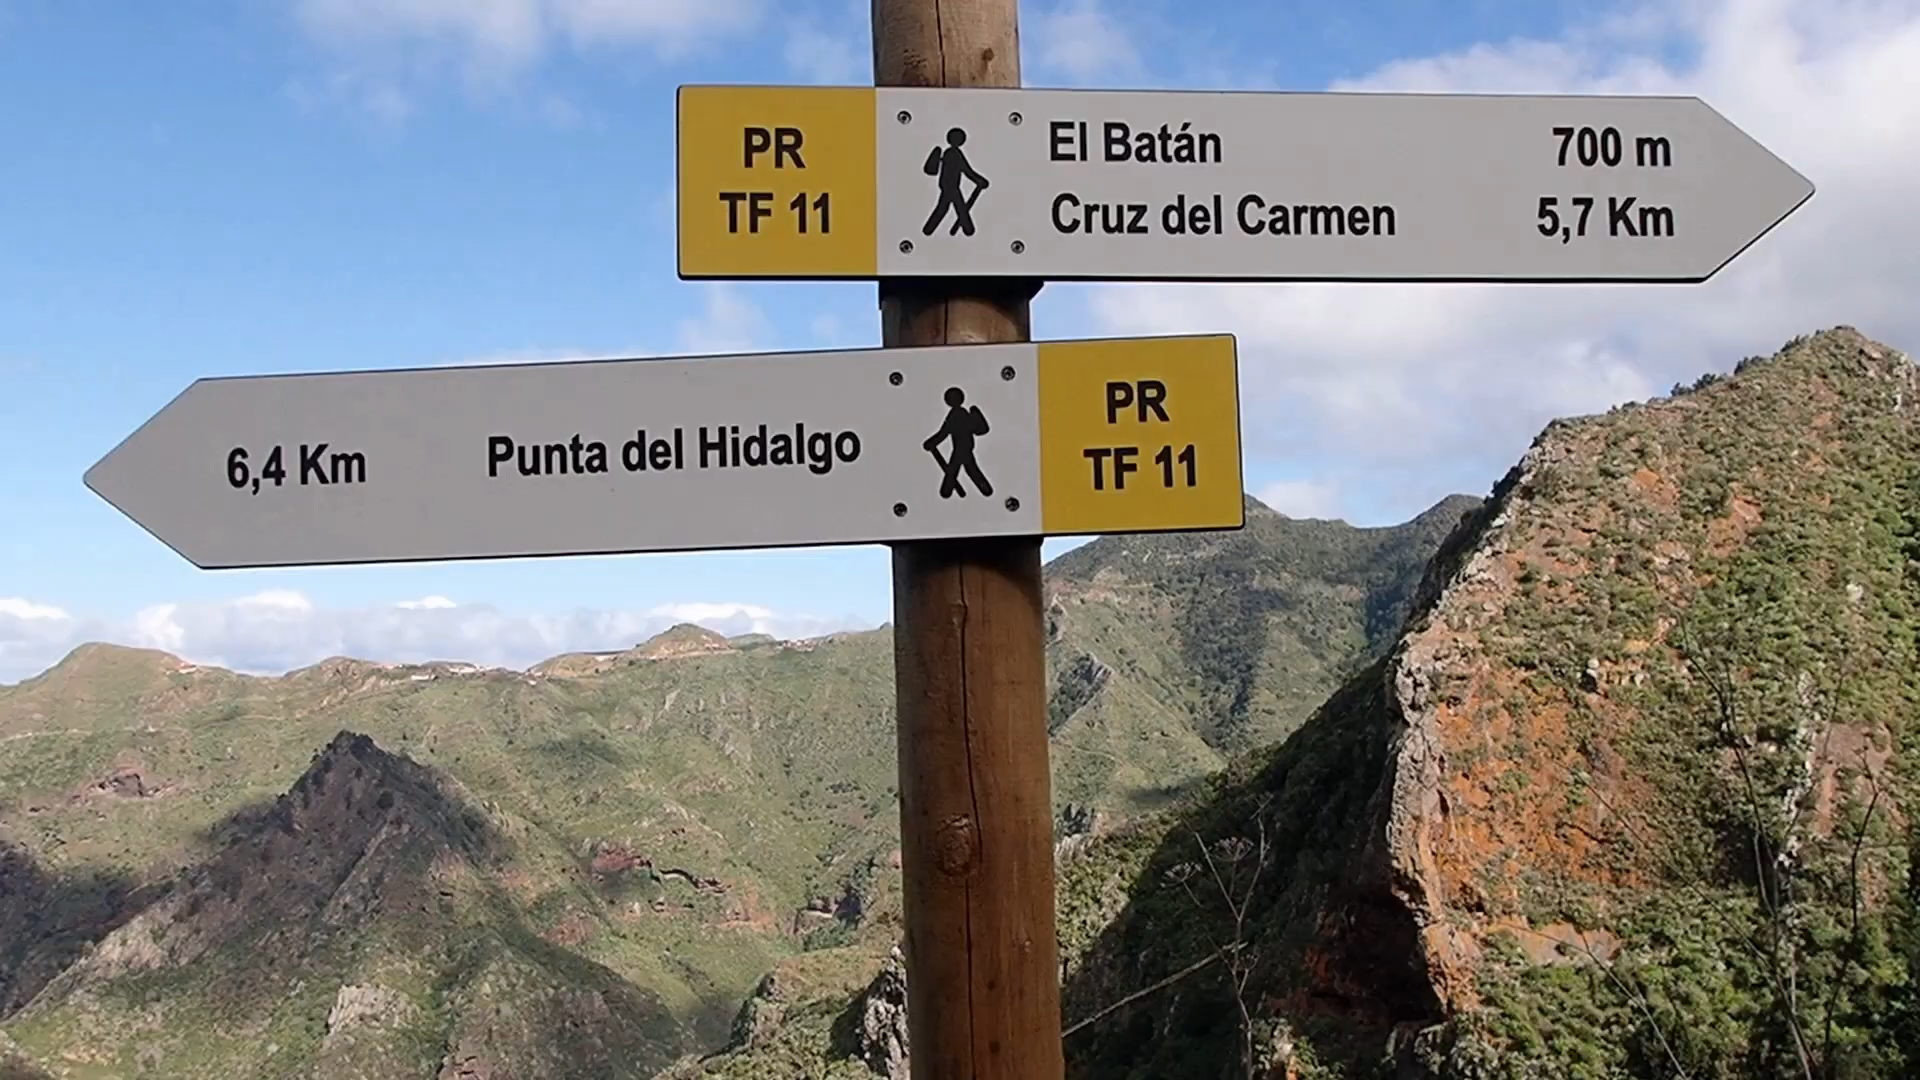 PR
TF 11
El Batán 700 m
Cruz del Carmen 5,7 Km
6,4 Km Punta del Hidalgo
PR
TF 11